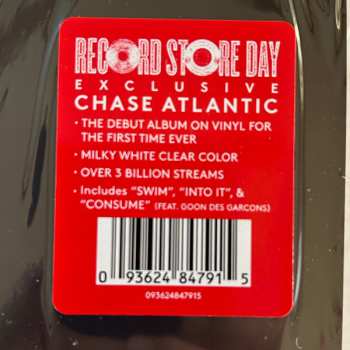 RECORD STORE DAY
EXCLUSIVE
CHASE ATLANTIC
• THE DEBUT ALBUM ON VINYL FOR
THE FIRST TIME EVER
• MILKY WHITE CLEAR COLOR
• OVER 3 BILLION STREAMS
• Includes “SWIM”, “INTO IT”, &
“CONSUME” (FEAT. GOON DES GARCONS)
0 93624 84791 5
093624847915